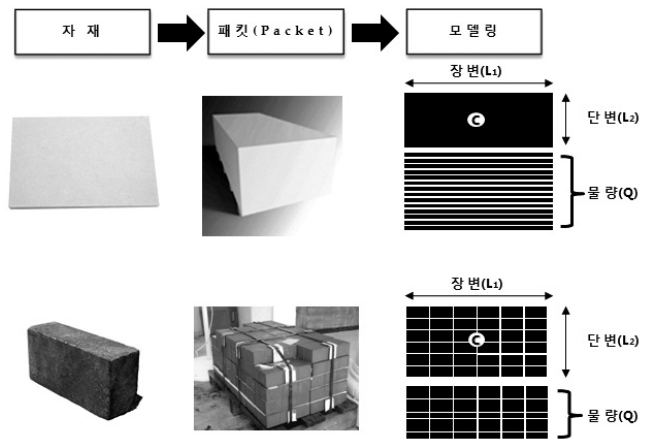 자 재
패 킷 ( P a c k e t )
모 델 링
장 변(L₁)
C
단 변(L₂)
물 량(Q)
장 변(L₁)
C
단 변(L₂)
물 량(Q)